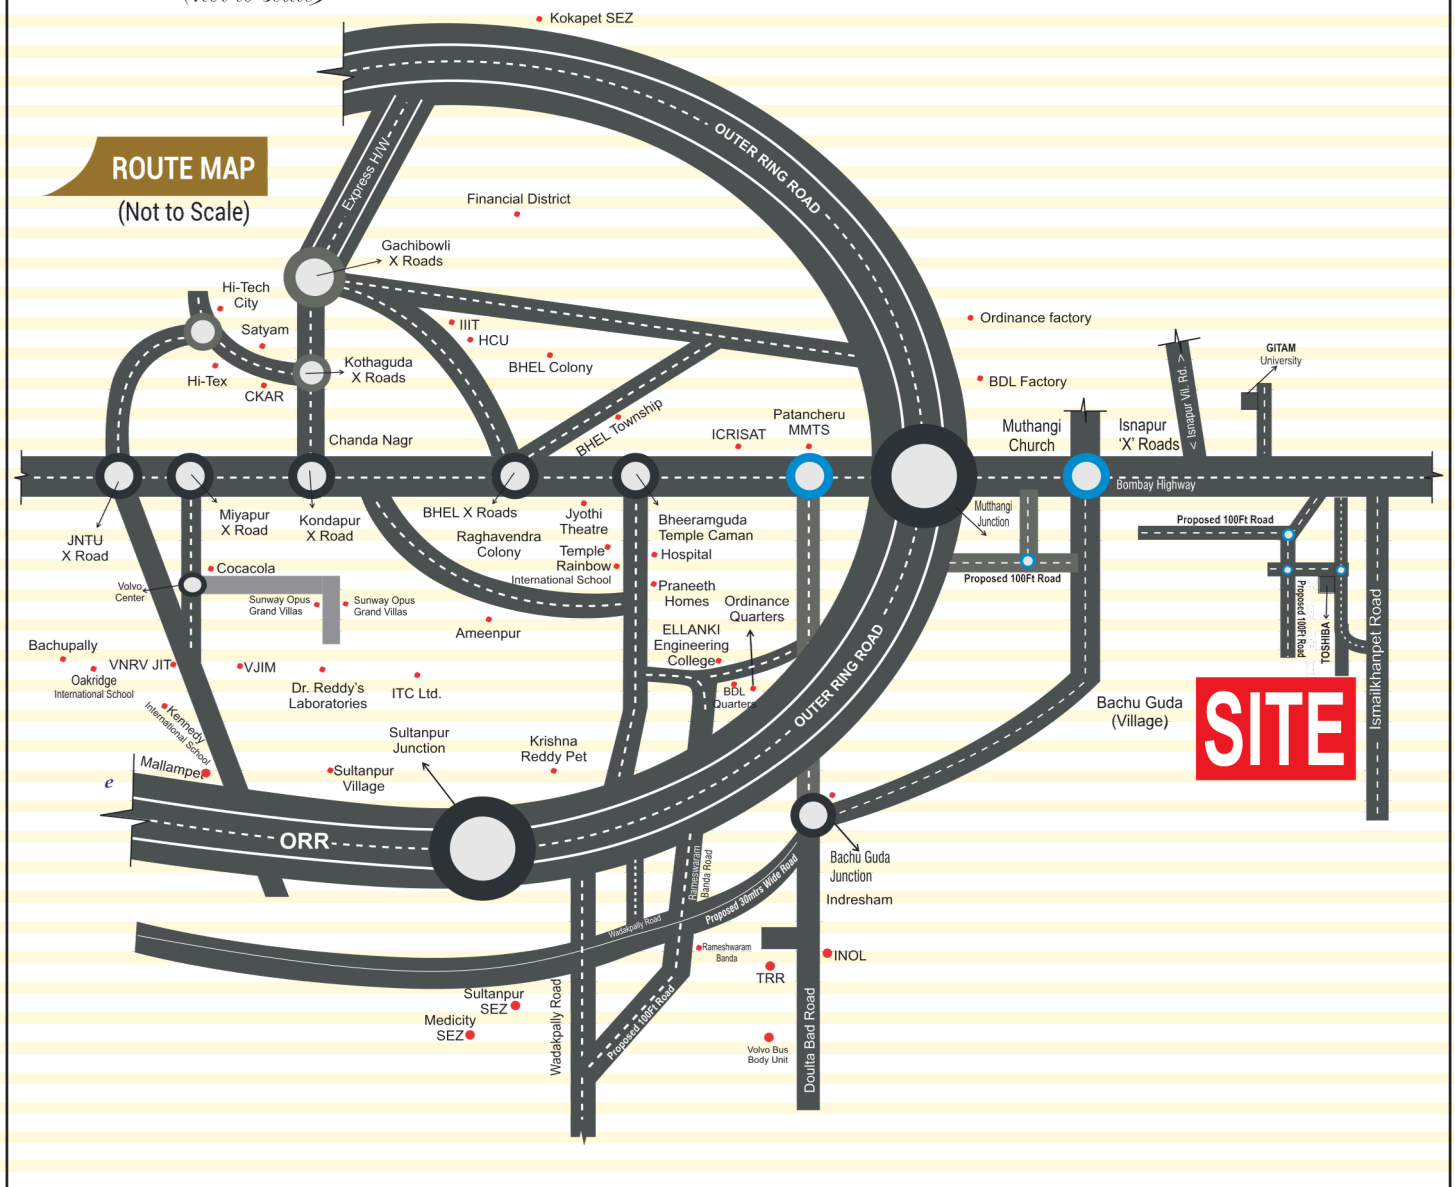 Kokapet SEZ
ROUTE MAP
(Not to Scale)
Express H/W
OUTER RING ROAD
Financial District
Gachibowli
X Roads
Hi-Tech
City
Satyam
Hi-Tex
CKAR
Kothaguda
X Roads
IIIT
HCU
BHEL Colony
BHEL Township
Ordinance factory
BDL Factory
GITAM
University
< Isnapur Vil. Rd. >
Chanda Nagr
ICRISAT
Patancheru
MMTS
Muthangi
Church
Isnapur
'X' Roads
Bombay Highway
JNTU
X Road
Miyapur
X Road
Kondapur
X Road
BHEL X Roads
Raghavendra
Colony
Jyothi
Theatre
Temple
Rainbow
International School
Bheeramguda
Temple Caman
Hospital
Praneeth
Homes
Mutthangi
Junction
Proposed 100Ft Road
Proposed 100Ft Road
Proposed 100Ft Road
TOSHIBA
Ismailkhanpet Road
Volvo
Center
Cocacola
Sunway Opus
Grand Villas
Sunway Opus
Grand Villas
Ameenpur
Ordinance
Quarters
ELLANKI
Engineering
College
BDL
Quarters
OUTER RING ROAD
Bachupally
Oakridge
International School
VNRV JIT
VJIM
Dr. Reddy's
Laboratories
ITC Ltd.
Kennedy
International School
Mallampet
e
Sultanpur
Junction
Sultanpur
Village
Krishna
Reddy Pet
Bachu Guda
(Village)
SITE
ORR
Rameswaram
Banda Road
Proposed 30mtrs Wide Road
Wadakpally Road
Bachu Guda
Junction
Indresham
Rameshwaram
Banda
TRR
INOL
Sultanpur
SEZ
Medicity
SEZ
Wadakpally Road
Proposed 100Ft Road
Volvo Bus
Body Unit
Doulta Bad Road